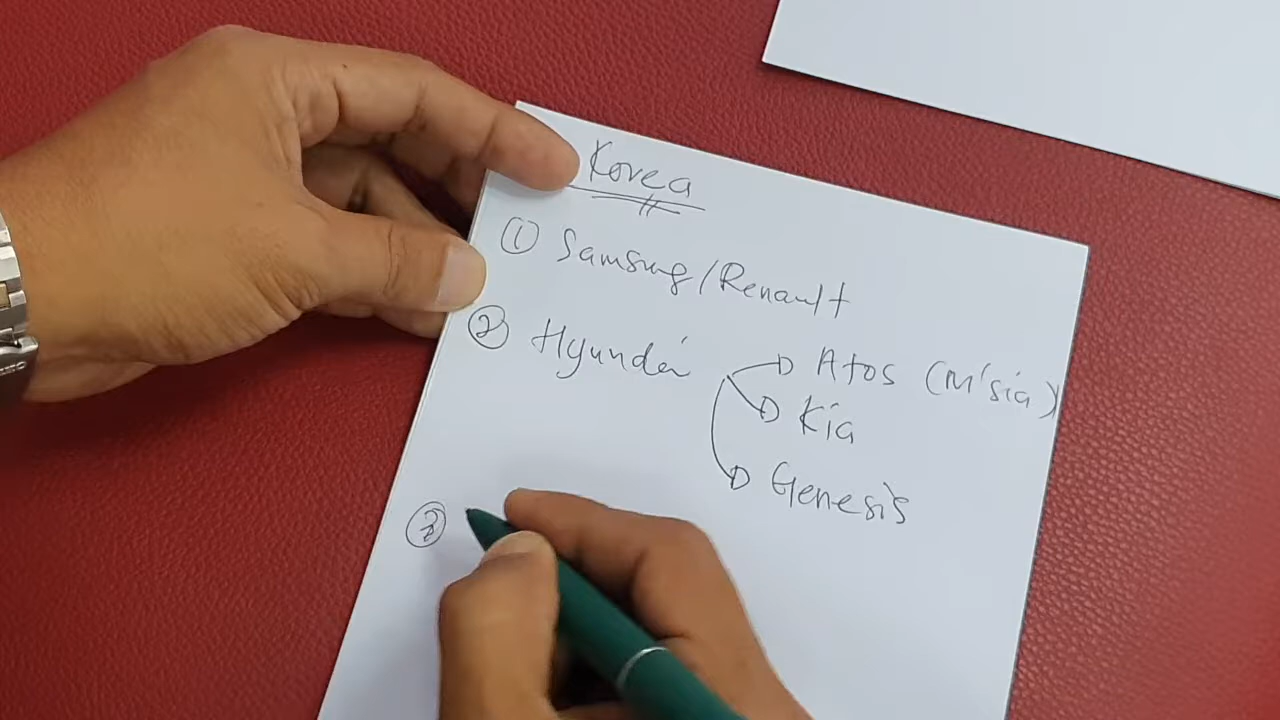 Korea
① Samsung/Renault
② Hyundai
Atos (M'sia)
Kia
Genesis
③